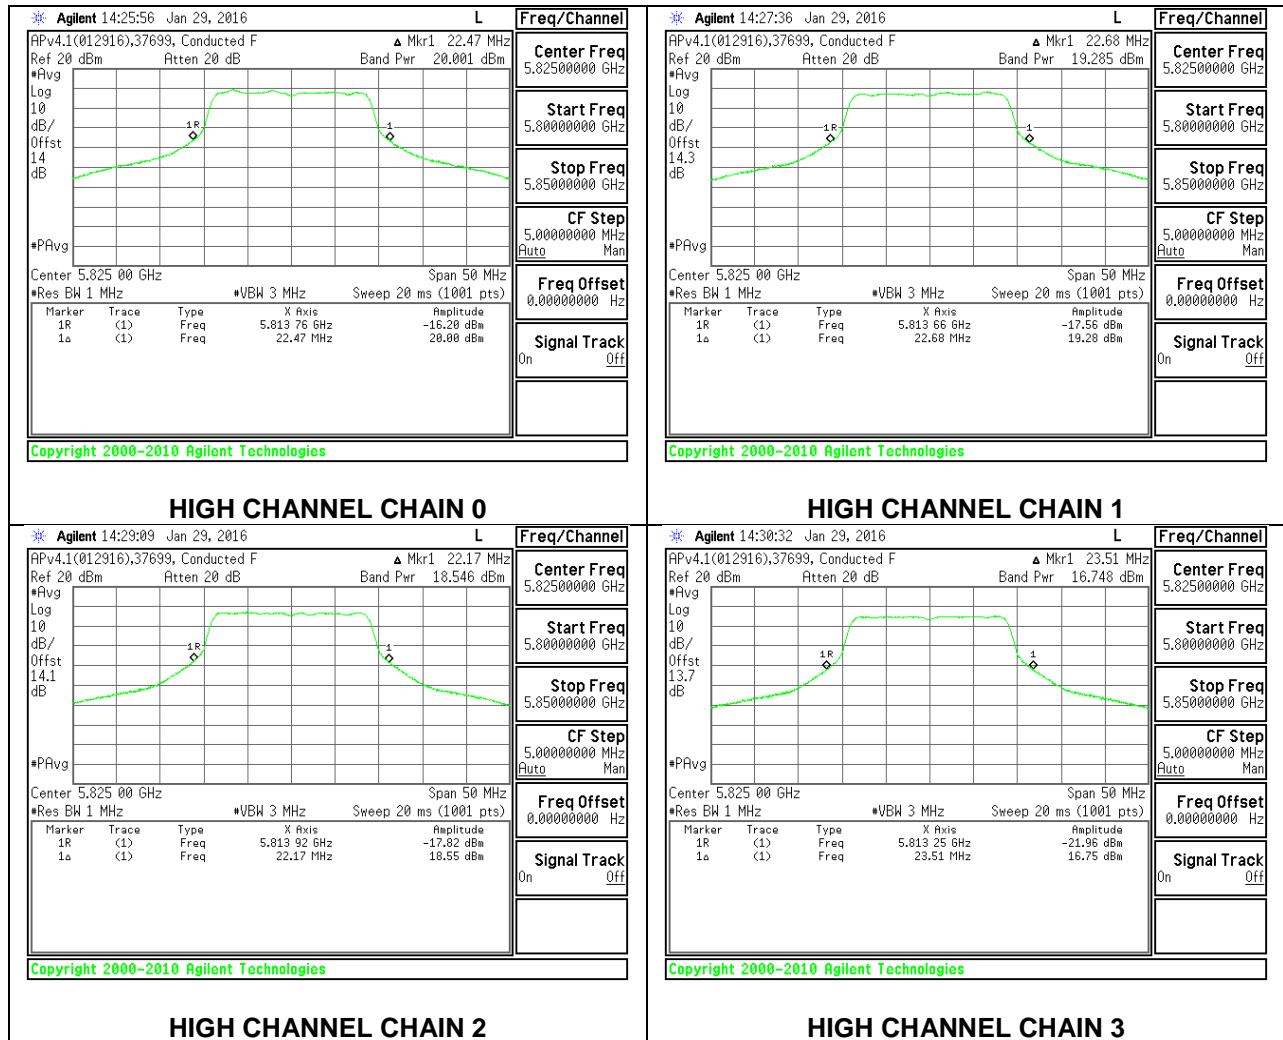 Agilent 14:25:56 Jan 29, 2016 L Freq/Channel
APv4.1(012916),37699, Conducted F Δ Mkr1 22.47 MHz
Ref 20 dBm Atten 20 dB Band Pwr 20.001 dBm
#Avg
Log
10
dB/
Offst
14
dB
#PAvg
1R
1
Center 5.825 00 GHz Span 50 MHz
#Res BW 1 MHz #VBW 3 MHz Sweep 20 ms (1001 pts)
Marker Trace Type X Axis Amplitude
1R (1) Freq 5.813 76 GHz -16.20 dBm
1Δ (1) Freq 22.47 MHz 20.00 dBm
Center Freq
5.82500000 GHz
Start Freq
5.80000000 GHz
Stop Freq
5.85000000 GHz
CF Step
5.00000000 MHz
Auto Man
Freq Offset
0.00000000 Hz
Signal Track
On Off
Copyright 2000-2010 Agilent Technologies
HIGH CHANNEL CHAIN 0
Agilent 14:27:36 Jan 29, 2016 L Freq/Channel
APv4.1(012916),37699, Conducted F Δ Mkr1 22.68 MHz
Ref 20 dBm Atten 20 dB Band Pwr 19.285 dBm
#Avg
Log
10
dB/
Offst
14.3
dB
#PAvg
1R
1
Center 5.825 00 GHz Span 50 MHz
#Res BW 1 MHz #VBW 3 MHz Sweep 20 ms (1001 pts)
Marker Trace Type X Axis Amplitude
1R (1) Freq 5.813 66 GHz -17.56 dBm
1Δ (1) Freq 22.68 MHz 19.28 dBm
Center Freq
5.82500000 GHz
Start Freq
5.80000000 GHz
Stop Freq
5.85000000 GHz
CF Step
5.00000000 MHz
Auto Man
Freq Offset
0.00000000 Hz
Signal Track
On Off
Copyright 2000-2010 Agilent Technologies
HIGH CHANNEL CHAIN 1
Agilent 14:29:09 Jan 29, 2016 L Freq/Channel
APv4.1(012916),37699, Conducted F Δ Mkr1 22.17 MHz
Ref 20 dBm Atten 20 dB Band Pwr 18.546 dBm
#Avg
Log
10
dB/
Offst
14.1
dB
#PAvg
1R
1
Center 5.825 00 GHz Span 50 MHz
#Res BW 1 MHz #VBW 3 MHz Sweep 20 ms (1001 pts)
Marker Trace Type X Axis Amplitude
1R (1) Freq 5.813 92 GHz -17.82 dBm
1Δ (1) Freq 22.17 MHz 18.55 dBm
Center Freq
5.82500000 GHz
Start Freq
5.80000000 GHz
Stop Freq
5.85000000 GHz
CF Step
5.00000000 MHz
Auto Man
Freq Offset
0.00000000 Hz
Signal Track
On Off
Copyright 2000-2010 Agilent Technologies
HIGH CHANNEL CHAIN 2
Agilent 14:30:32 Jan 29, 2016 L Freq/Channel
APv4.1(012916),37699, Conducted F Δ Mkr1 23.51 MHz
Ref 20 dBm Atten 20 dB Band Pwr 16.748 dBm
#Avg
Log
10
dB/
Offst
13.7
dB
#PAvg
1R
1
Center 5.825 00 GHz Span 50 MHz
#Res BW 1 MHz #VBW 3 MHz Sweep 20 ms (1001 pts)
Marker Trace Type X Axis Amplitude
1R (1) Freq 5.813 25 GHz -21.96 dBm
1Δ (1) Freq 23.51 MHz 16.75 dBm
Center Freq
5.82500000 GHz
Start Freq
5.80000000 GHz
Stop Freq
5.85000000 GHz
CF Step
5.00000000 MHz
Auto Man
Freq Offset
0.00000000 Hz
Signal Track
On Off
Copyright 2000-2010 Agilent Technologies
HIGH CHANNEL CHAIN 3